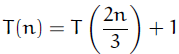 T(n) = T(2n/3) + 1